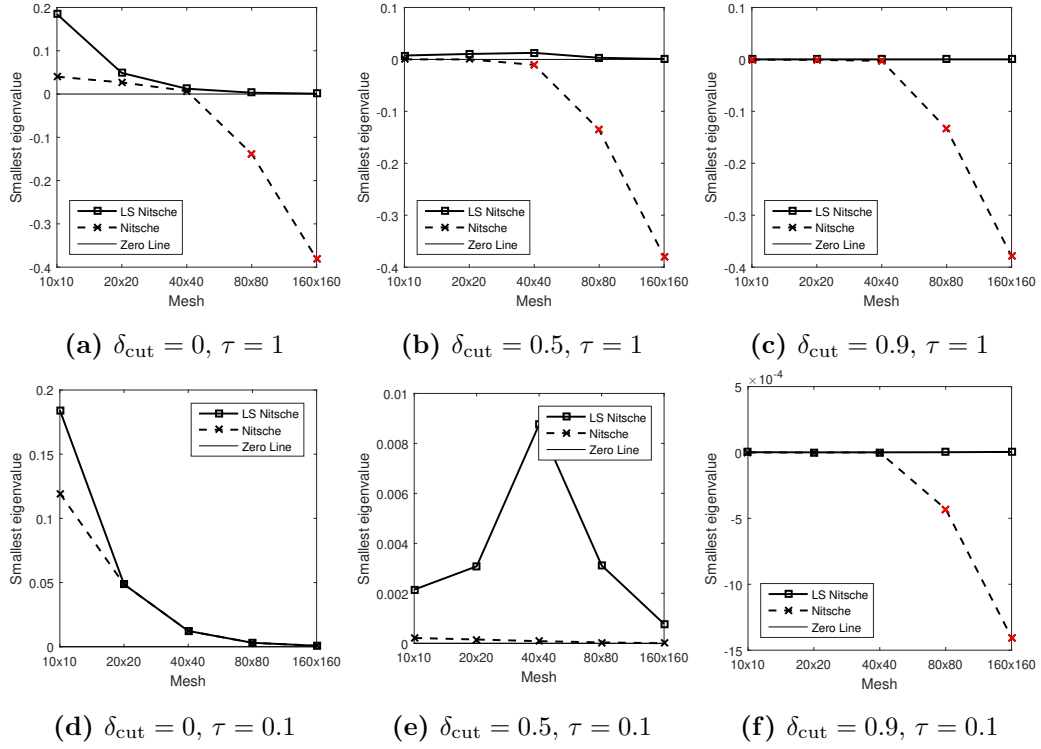 0.2
0.1
0
-0.1
-0.2
-0.3
-0.4
Smallest eigenvalue
LS Nitsche
Nitsche
Zero Line
10x10 20x20 40x40 80x80 160x160
Mesh
(a) δcut = 0, τ = 1
0.1
0
-0.1
-0.2
-0.3
-0.4
Smallest eigenvalue
LS Nitsche
Nitsche
Zero Line
10x10 20x20 40x40 80x80 160x160
Mesh
(b) δcut = 0.5, τ = 1
0.1
0
-0.1
-0.2
-0.3
-0.4
Smallest eigenvalue
LS Nitsche
Nitsche
Zero Line
10x10 20x20 40x40 80x80 160x160
Mesh
(c) δcut = 0.9, τ = 1
0.2
0.15
0.1
0.05
0
Smallest eigenvalue
LS Nitsche
Nitsche
Zero Line
10x10 20x20 40x40 80x80 160x160
Mesh
(d) δcut = 0, τ = 0.1
0.01
0.008
0.006
0.004
0.002
0
Smallest eigenvalue
LS Nitsche
Nitsche
Zero Line
10x10 20x20 40x40 80x80 160x160
Mesh
(e) δcut = 0.5, τ = 0.1
×10⁻⁴
5
0
-5
-10
-15
Smallest eigenvalue
LS Nitsche
Nitsche
Zero Line
10x10 20x20 40x40 80x80 160x160
Mesh
(f) δcut = 0.9, τ = 0.1